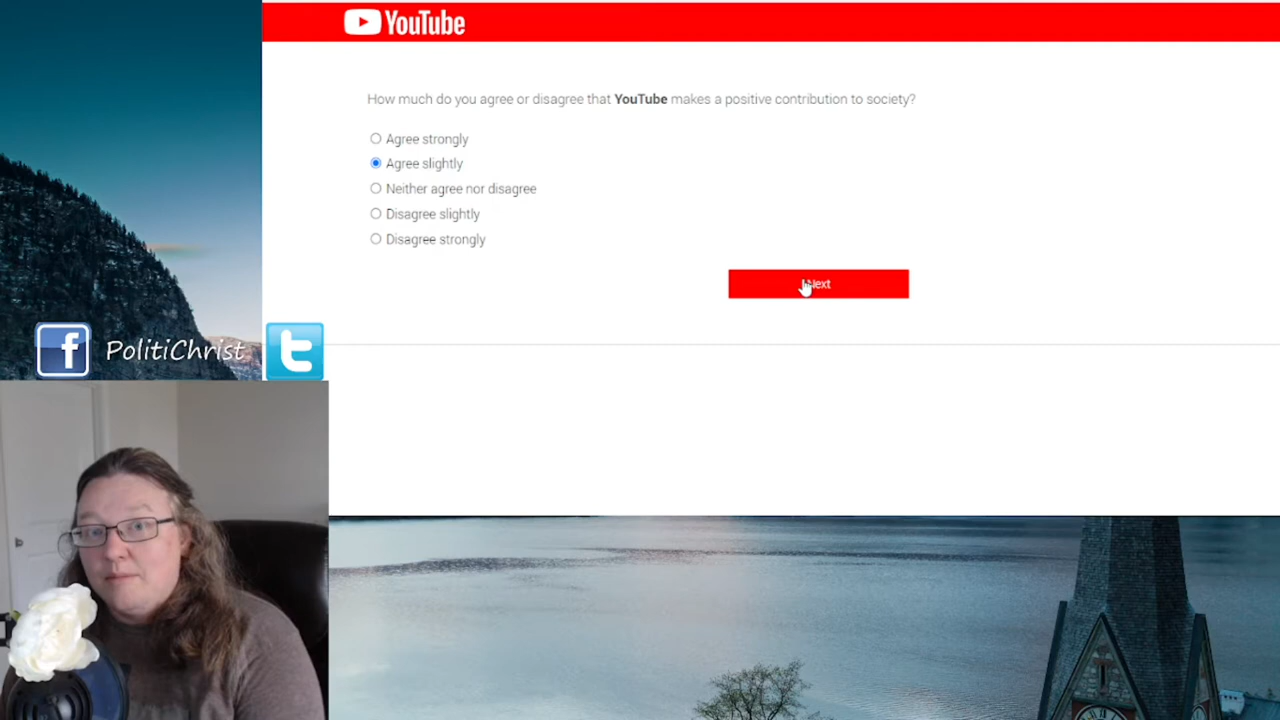 YouTube
How much do you agree or disagree that YouTube makes a positive contribution to society?
Agree strongly
Agree slightly
Neither agree nor disagree
Disagree slightly
Disagree strongly
Next
f PolitiChrist t